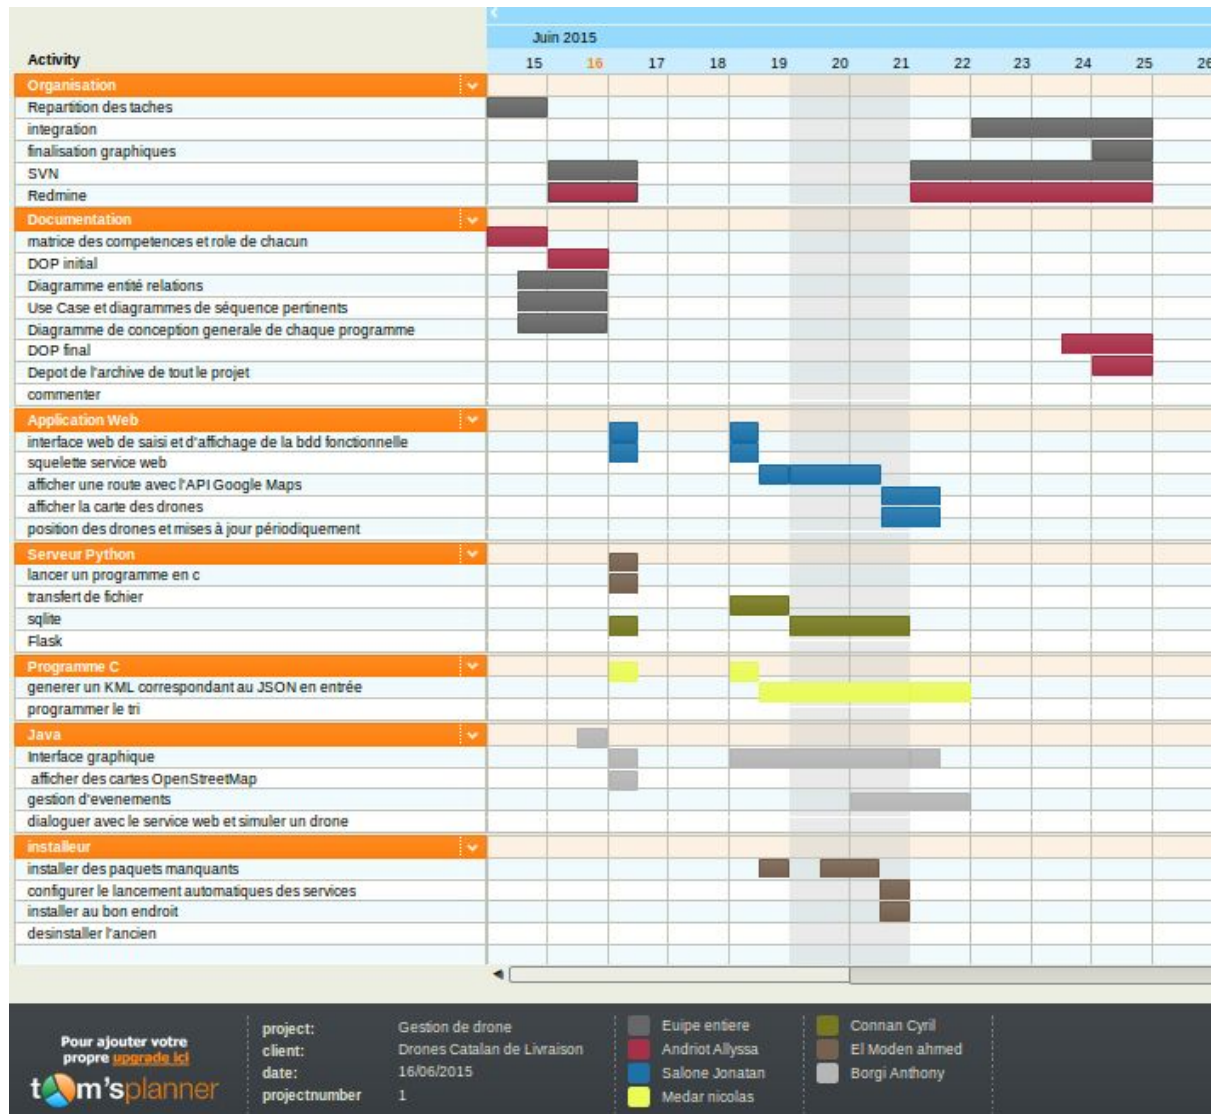 Juin 2015
Activity 15 16 17 18 19 20 21 22 23 24 25 26
Organisation
Repartition des taches
integration
finalisation graphiques
SVN
Redmine
Documentation
matrice des competences et role de chacun
DOP initial
Diagramme entité relations
Use Case et diagrammes de séquence pertinents
Diagramme de conception generale de chaque programme
DOP final
Depot de l'archive de tout le projet
commenter
Application Web
interface web de saisi et d'affichage de la bdd fonctionnelle
squelette service web
afficher une route avec l'API Google Maps
afficher la carte des drones
position des drones et mises à jour périodiquement
Serveur Python
lancer un programme en c
transfert de fichier
sqlite
Flask
Programme C
generer un KML correspondant au JSON en entrée
programmer le tri
Java
Interface graphique
afficher des cartes OpenStreetMap
gestion d'evenements
dialoguer avec le service web et simuler un drone
installeur
installer des paquets manquants
configurer le lancement automatiques des services
installer au bon endroit
desinstaller l'ancien
Pour ajouter votre
propre upgrade ici
tom'splanner
project: Gestion de drone
client: Drones Catalan de Livraison
date: 16/06/2015
projectnumber 1
Euipe entiere
Andriot Allyssa
Salone Jonatan
Medar nicolas
Connan Cyril
El Moden ahmed
Borgi Anthony